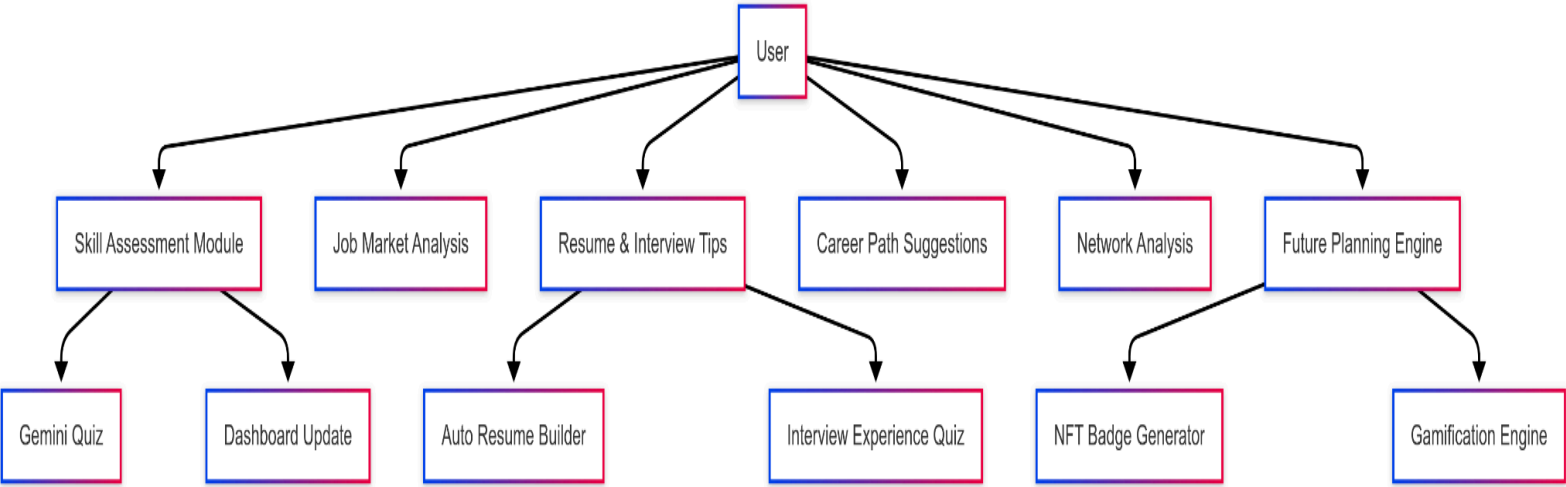 User
Skill Assessment Module
Job Market Analysis
Resume & Interview Tips
Career Path Suggestions
Network Analysis
Future Planning Engine
Gemini Quiz
Dashboard Update
Auto Resume Builder
Interview Experience Quiz
NFT Badge Generator
Gamification Engine